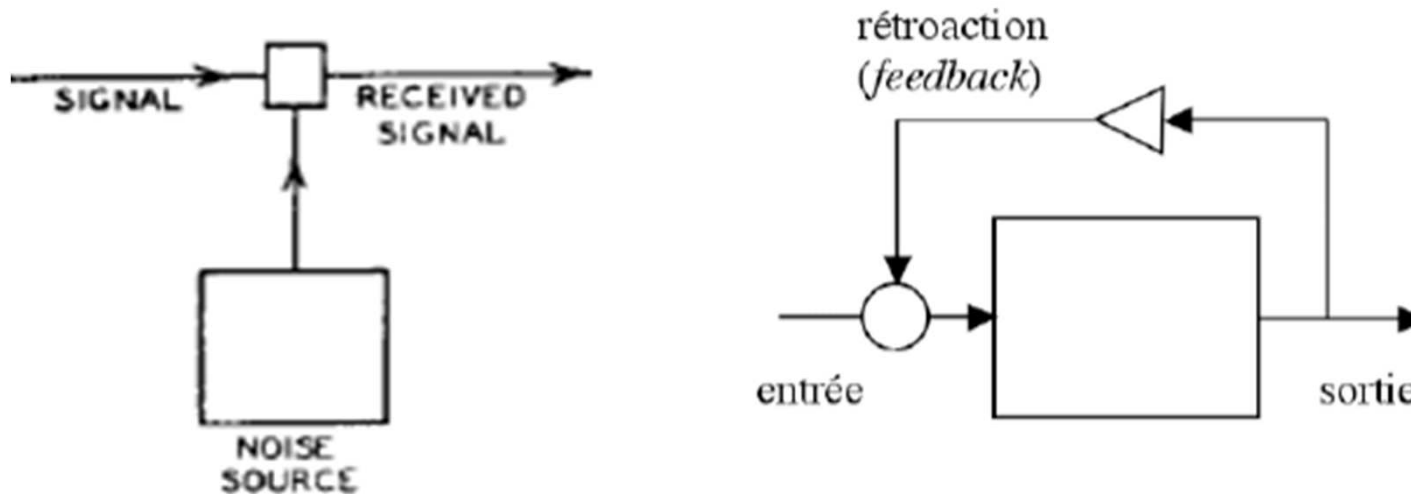 SIGNAL
RECEIVED
SIGNAL
NOISE
SOURCE
rétroaction
(feedback)
entrée
sortie